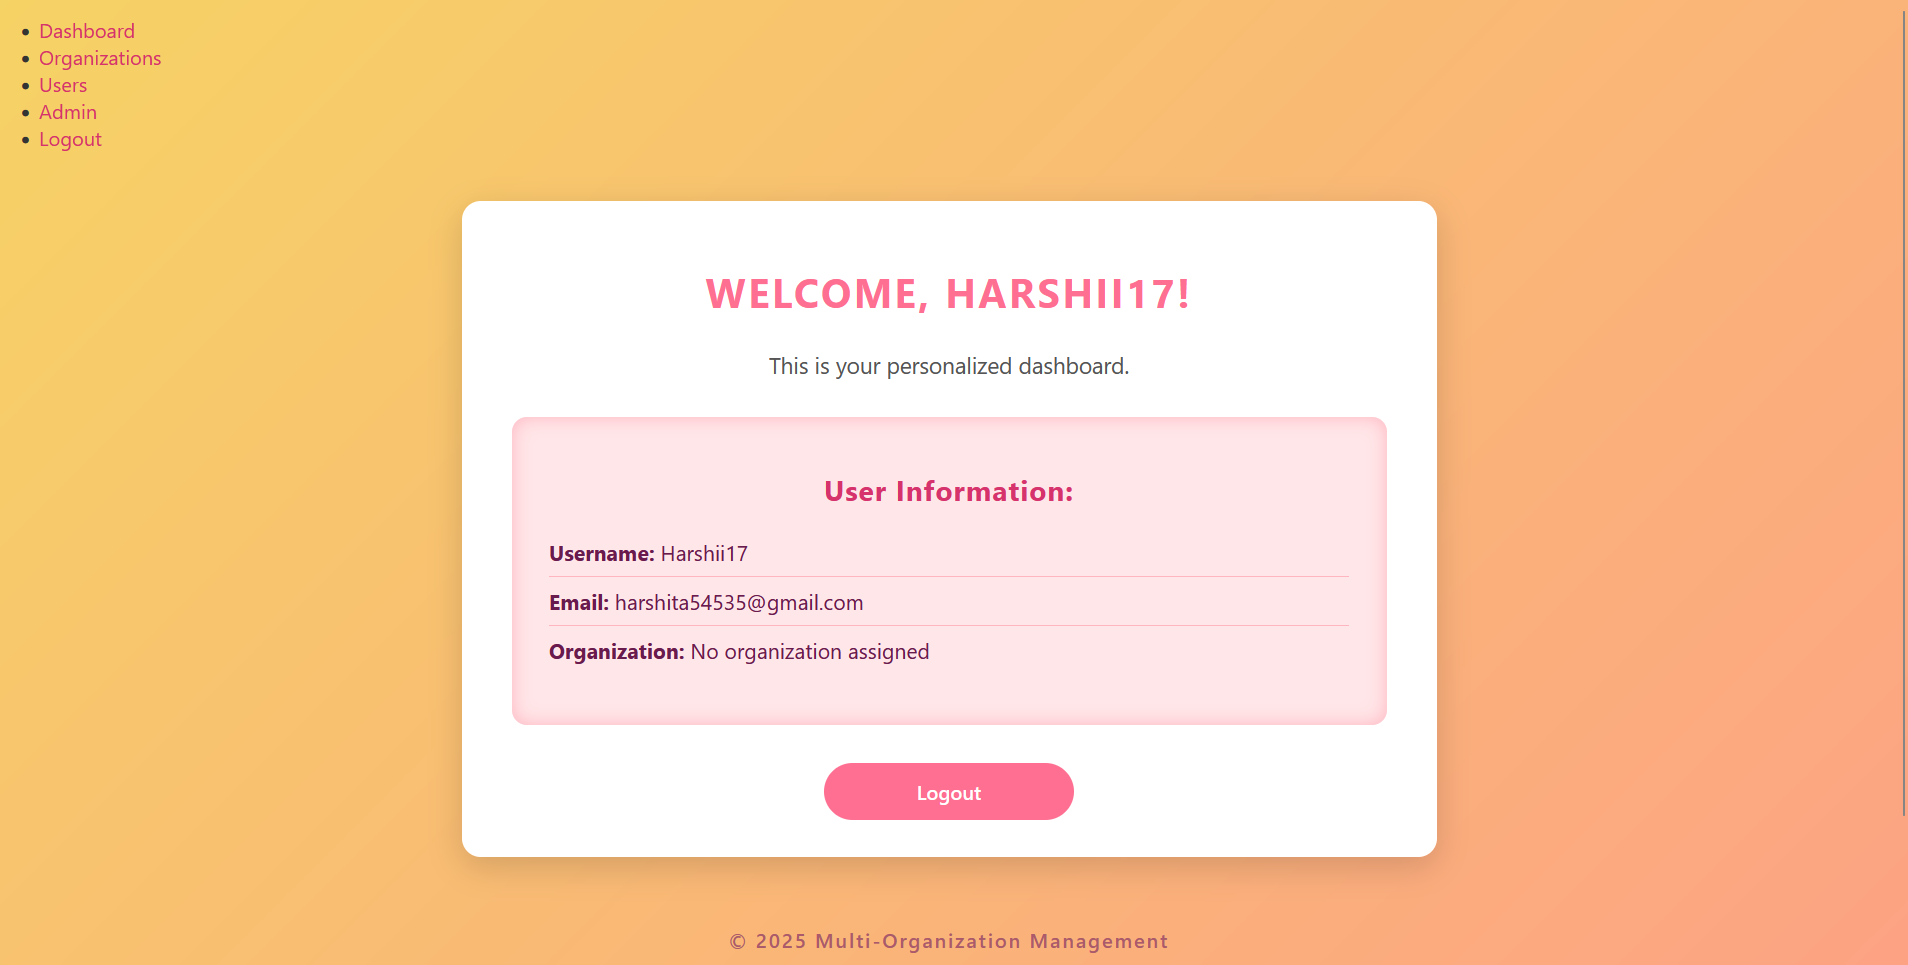 Dashboard
Organizations
Users
Admin
Logout
WELCOME, HARSHII17!
This is your personalized dashboard.
User Information:
Username: Harshii17
Email: harshita54535@gmail.com
Organization: No organization assigned
Logout
© 2025 Multi-Organization Management